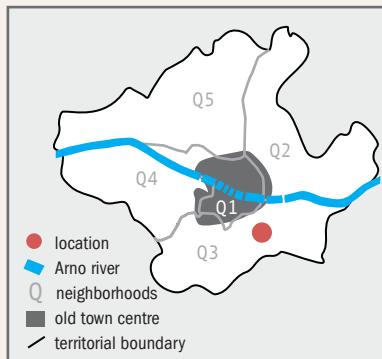 Q5
Q2
Q4
Q1
Q3
location
Arno river
Q neighborhoods
old town centre
territorial boundary